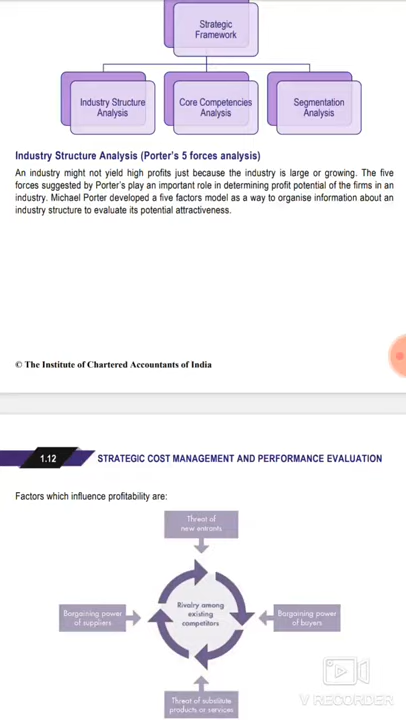 Strategic
Framework
Industry Structure
Analysis
Core Competencies
Analysis
Segmentation
Analysis
Industry Structure Analysis (Porter's 5 forces analysis)
An industry might not yield high profits just because the industry is large or growing. The five
forces suggested by Porter's play an important role in determining profit potential of the firms in an
industry. Michael Porter developed a five factors model as a way to organise information about an
industry structure to evaluate its potential attractiveness.
© The Institute of Chartered Accountants of India
1.12
STRATEGIC COST MANAGEMENT AND PERFORMANCE EVALUATION
Factors which influence profitability are:
Threat of
new entrants
Bargaining power
of suppliers
Rivalry among
existing
competitors
Bargaining power
of buyers
Threat of substitute
products or services
V RECORDER